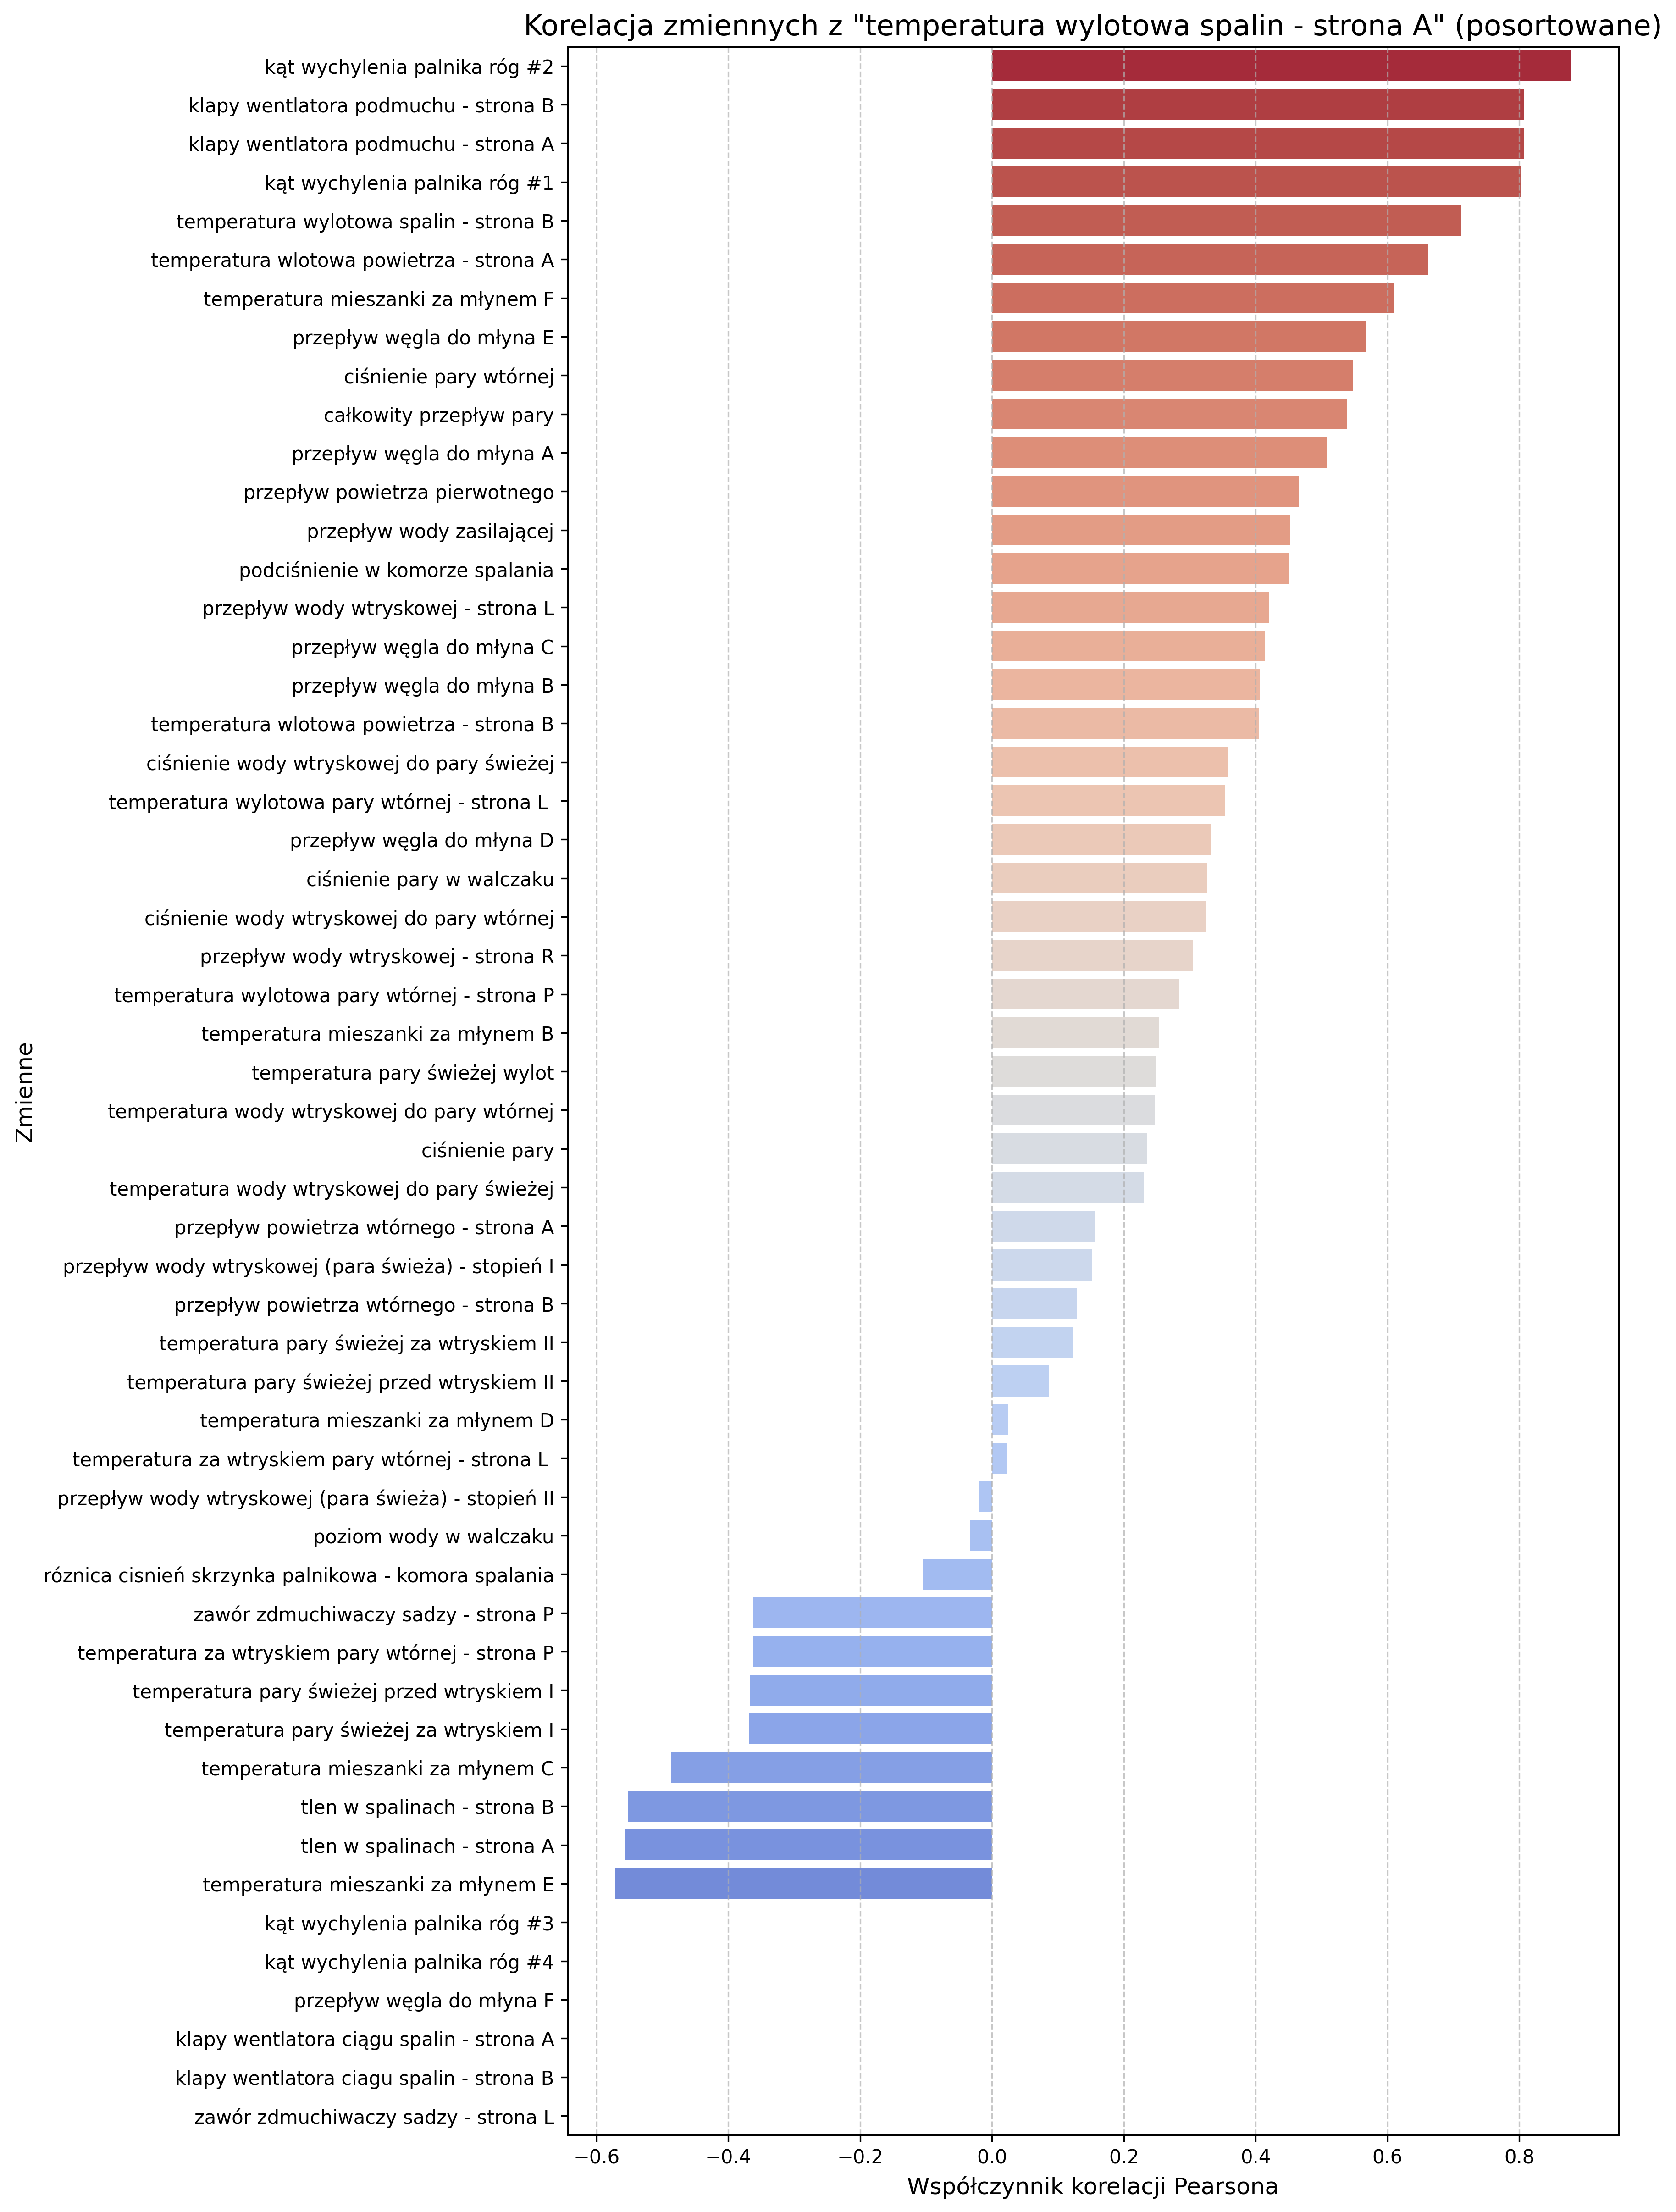 Korelacja zmiennych z "temperatura wylotowa spalin - strona A" (posortowane)
kąt wychylenia palnika róg #2
klapy wentlatora podmuchu - strona B
klapy wentlatora podmuchu - strona A
kąt wychylenia palnika róg #1
temperatura wylotowa spalin - strona B
temperatura wlotowa powietrza - strona A
temperatura mieszanki za młynem F
przepływ węgla do młyna E
ciśnienie pary wtórnej
całkowity przepływ pary
przepływ węgla do młyna A
przepływ powietrza pierwotnego
przepływ wody zasilającej
podciśnienie w komorze spalania
przepływ wody wtryskowej - strona L
przepływ węgla do młyna C
przepływ węgla do młyna B
temperatura wlotowa powietrza - strona B
ciśnienie wody wtryskowej do pary świeżej
temperatura wylotowa pary wtórnej - strona L
przepływ węgla do młyna D
ciśnienie pary w walczaku
ciśnienie wody wtryskowej do pary wtórnej
przepływ wody wtryskowej - strona R
temperatura wylotowa pary wtórnej - strona P
temperatura mieszanki za młynem B
temperatura pary świeżej wylot
temperatura wody wtryskowej do pary wtórnej
ciśnienie pary
temperatura wody wtryskowej do pary świeżej
przepływ powietrza wtórnego - strona A
przepływ wody wtryskowej (para świeża) - stopień I
przepływ powietrza wtórnego - strona B
temperatura pary świeżej za wtryskiem II
temperatura pary świeżej przed wtryskiem II
temperatura mieszanki za młynem D
temperatura za wtryskiem pary wtórnej - strona L
przepływ wody wtryskowej (para świeża) - stopień II
poziom wody w walczaku
róznica cisnień skrzynka palnikowa - komora spalania
zawór zdmuchiwaczy sadzy - strona P
temperatura za wtryskiem pary wtórnej - strona P
temperatura pary świeżej przed wtryskiem I
temperatura pary świeżej za wtryskiem I
temperatura mieszanki za młynem C
tlen w spalinach - strona B
tlen w spalinach - strona A
temperatura mieszanki za młynem E
kąt wychylenia palnika róg #3
kąt wychylenia palnika róg #4
przepływ węgla do młyna F
klapy wentlatora ciągu spalin - strona A
klapy wentlatora ciagu spalin - strona B
zawór zdmuchiwaczy sadzy - strona L
Zmienne
−0.6 −0.4 −0.2 0.0 0.2 0.4 0.6 0.8
Współczynnik korelacji Pearsona